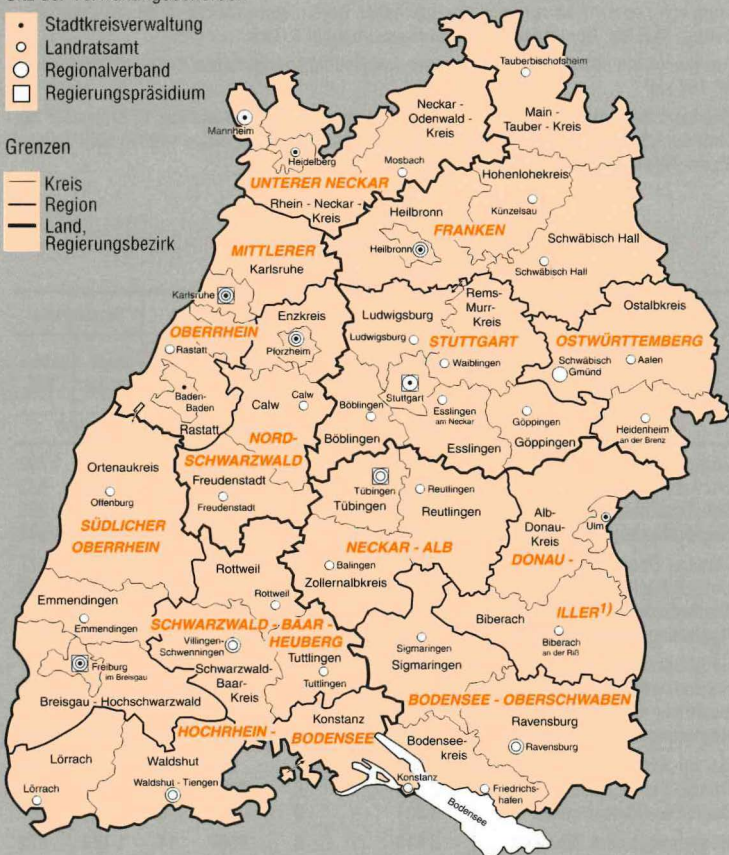 Stadtkreisverwaltung
Landratsamt
Regionalverband
Regierungspräsidium
Grenzen
Kreis
Region
Land,
Regierungsbezirk
Tauberbischofsheim
Main -
Tauber - Kreis
Neckar -
Odenwald -
Kreis
Mosbach
Mannheim
Heidelberg
UNTERER NECKAR
Rhein - Neckar -
Kreis
Hohenlohekreis
Künzelsau
Heilbronn
FRANKEN
Heilbronn
Schwäbisch Hall
Schwäbisch Hall
MITTLERER
Karlsruhe
Karlsruhe
OBERRHEIN
Rastatt
Baden-
Baden
Rastatt
Enzkreis
Pforzheim
Calw
Calw
NORD-
SCHWARZWALD
Freudenstadt
Freudenstadt
Ludwigsburg
Ludwigsburg
Rems-
Murr-
Kreis
STUTTGART
Waiblingen
Stuttgart
Böblingen
Böblingen
Esslingen
am Neckar
Esslingen
Göppingen
Göppingen
Ostalbkreis
OSTWÜRTTEMBERG
Schwäbisch
Gmünd
Aalen
Heidenheim
an der Brenz
Ortenaukreis
Offenburg
SÜDLICHER
OBERRHEIN
Tübingen
Tübingen
Reutlingen
Reutlingen
NECKAR - ALB
Balingen
Zollernalbkreis
Alb-
Donau-
Kreis
Ulm
DONAU -
ILLER¹⁾
Biberach
Biberach
an der Riß
Rottweil
Rottweil
Emmendingen
Emmendingen
SCHWARZWALD - BAAR -
HEUBERG
Villingen-
Schwenningen
Schwarzwald-
Baar-
Kreis
Tuttlingen
Tuttlingen
Freiburg
im Breisgau
Breisgau - Hochschwarzwald
Sigmaringen
Sigmaringen
BODENSEE - OBERSCHWABEN
Ravensburg
Ravensburg
Bodensee-
kreis
Friedrichs-
hafen
HOCHRHEIN -
BODENSEE
Konstanz
Konstanz
Bodensee
Lörrach
Lörrach
Waldshut
Waldshut - Tiengen